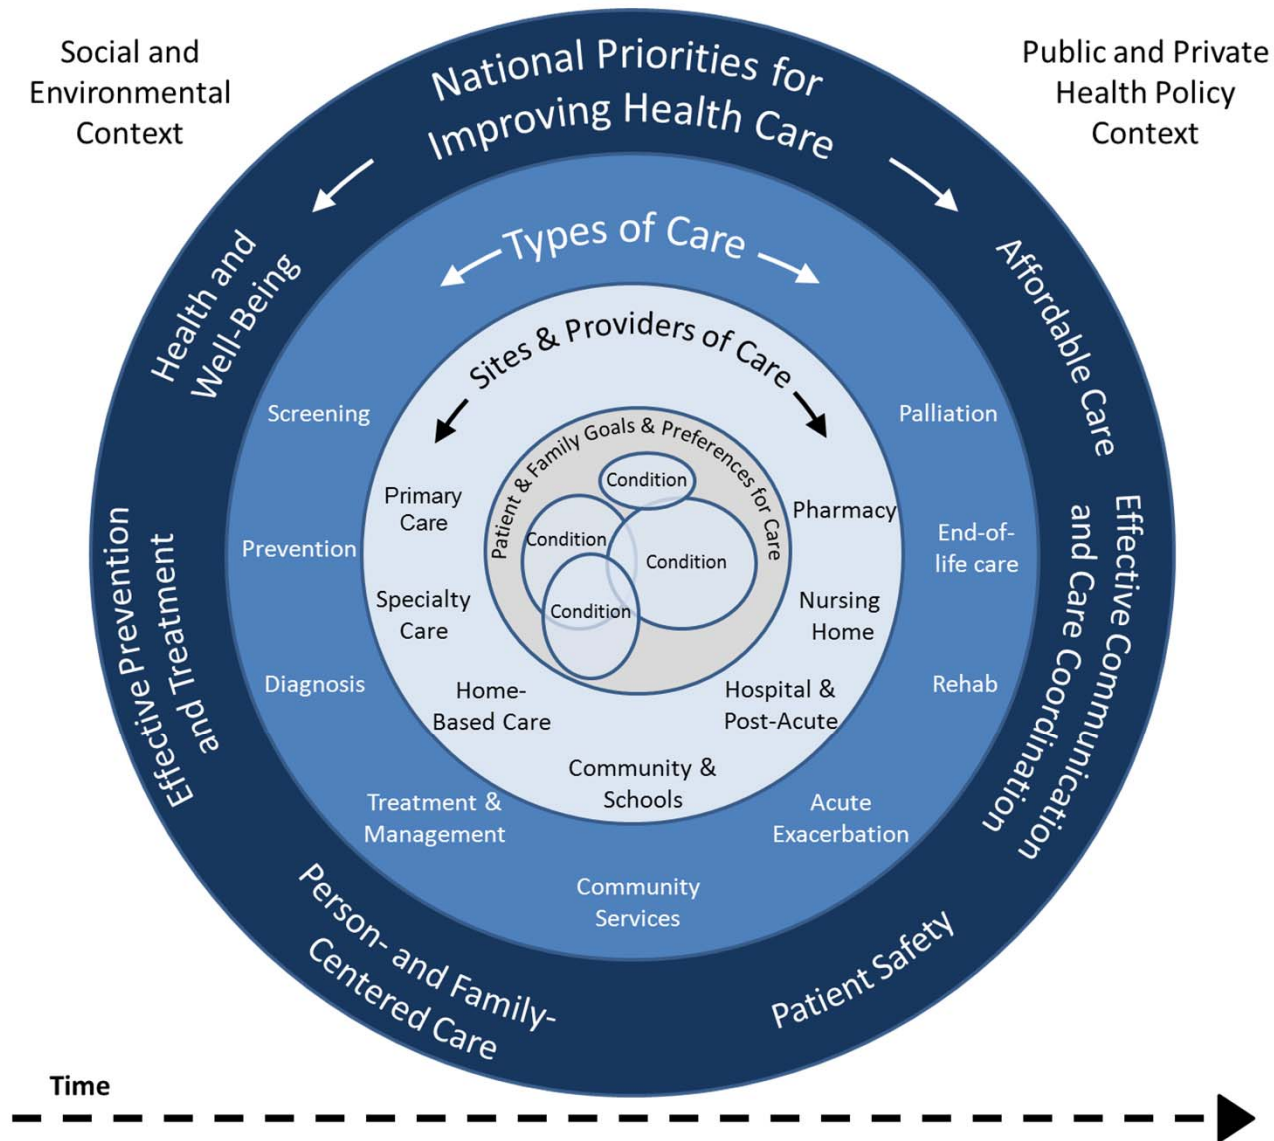 Social and
Environmental
Context
Public and Private
Health Policy
Context
National Priorities for
Improving Health Care
Health and
Well-Being
Affordable Care
Effective Prevention
and Treatment
Effective Communication
and Care Coordination
Person- and Family-
Centered Care
Patient Safety
Types of Care
Screening
Palliation
Prevention
End-of-
life care
Diagnosis
Rehab
Treatment &
Management
Acute
Exacerbation
Community
Services
Sites & Providers of Care
Primary
Care
Pharmacy
Specialty
Care
Nursing
Home
Home-
Based Care
Hospital &
Post-Acute
Community &
Schools
Patient & Family Goals & Preferences for Care
Condition
Condition
Condition
Condition
Time